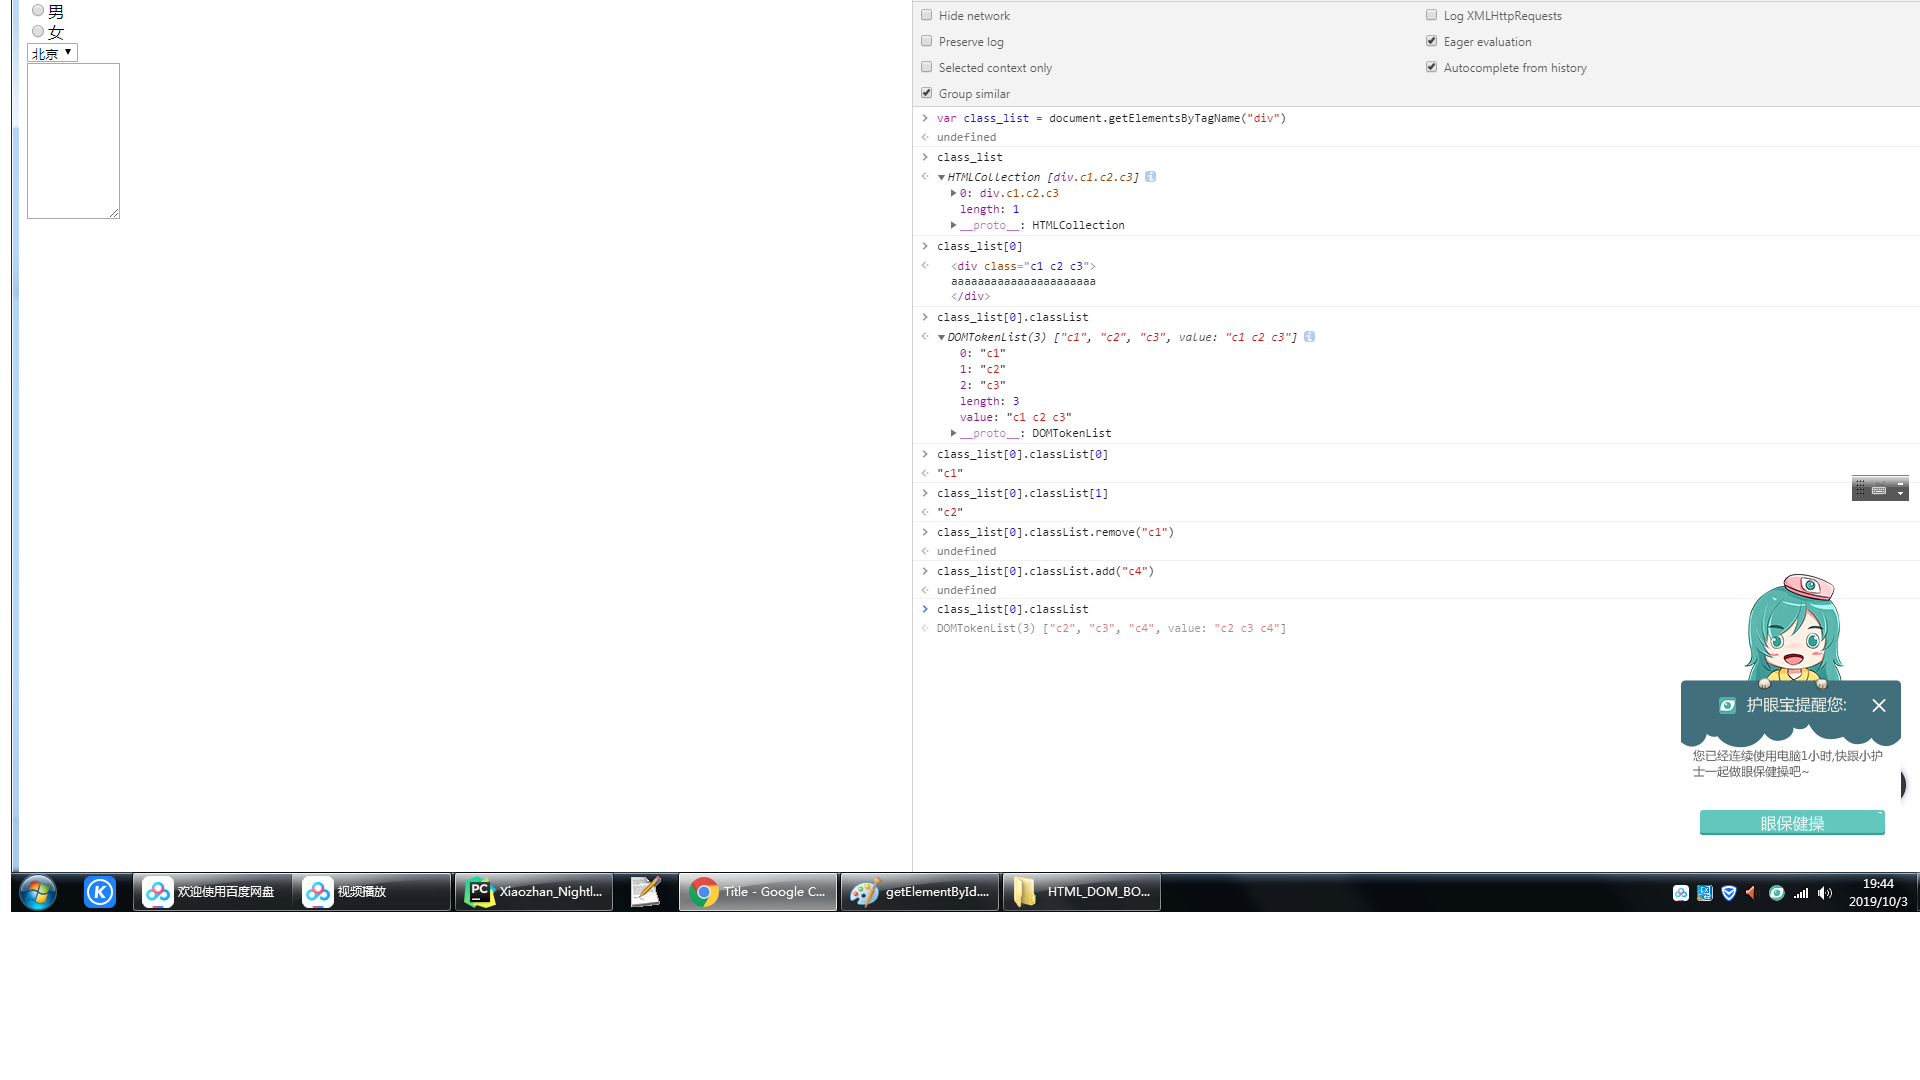 男
女
北京
Hide network
Log XMLHttpRequests
Preserve log
Eager evaluation
Selected context only
Autocomplete from history
Group similar
var class_list = document.getElementsByTagName("div")
undefined
class_list
HTMLCollection [div.c1.c2.c3]
0: div.c1.c2.c3
length: 1
__proto__: HTMLCollection
class_list[0]
<div class="c1 c2 c3">
aaaaaaaaaaaaaaaaaaaaaa
</div>
class_list[0].classList
DOMTokenList(3) ["c1", "c2", "c3", value: "c1 c2 c3"]
0: "c1"
1: "c2"
2: "c3"
length: 3
value: "c1 c2 c3"
__proto__: DOMTokenList
class_list[0].classList[0]
"c1"
class_list[0].classList[1]
"c2"
class_list[0].classList.remove("c1")
undefined
class_list[0].classList.add("c4")
undefined
class_list[0].classList
DOMTokenList(3) ["c2", "c3", "c4", value: "c2 c3 c4"]
护眼宝提醒您:
您已经连续使用电脑1小时,快跟小护
士一起做眼保健操吧~
眼保健操
K
欢迎使用百度网盘
视频播放
PC
Xiaozhan_Nightl...
Title - Google C...
getElementById....
HTML_DOM_BO...
19:44
2019/10/3